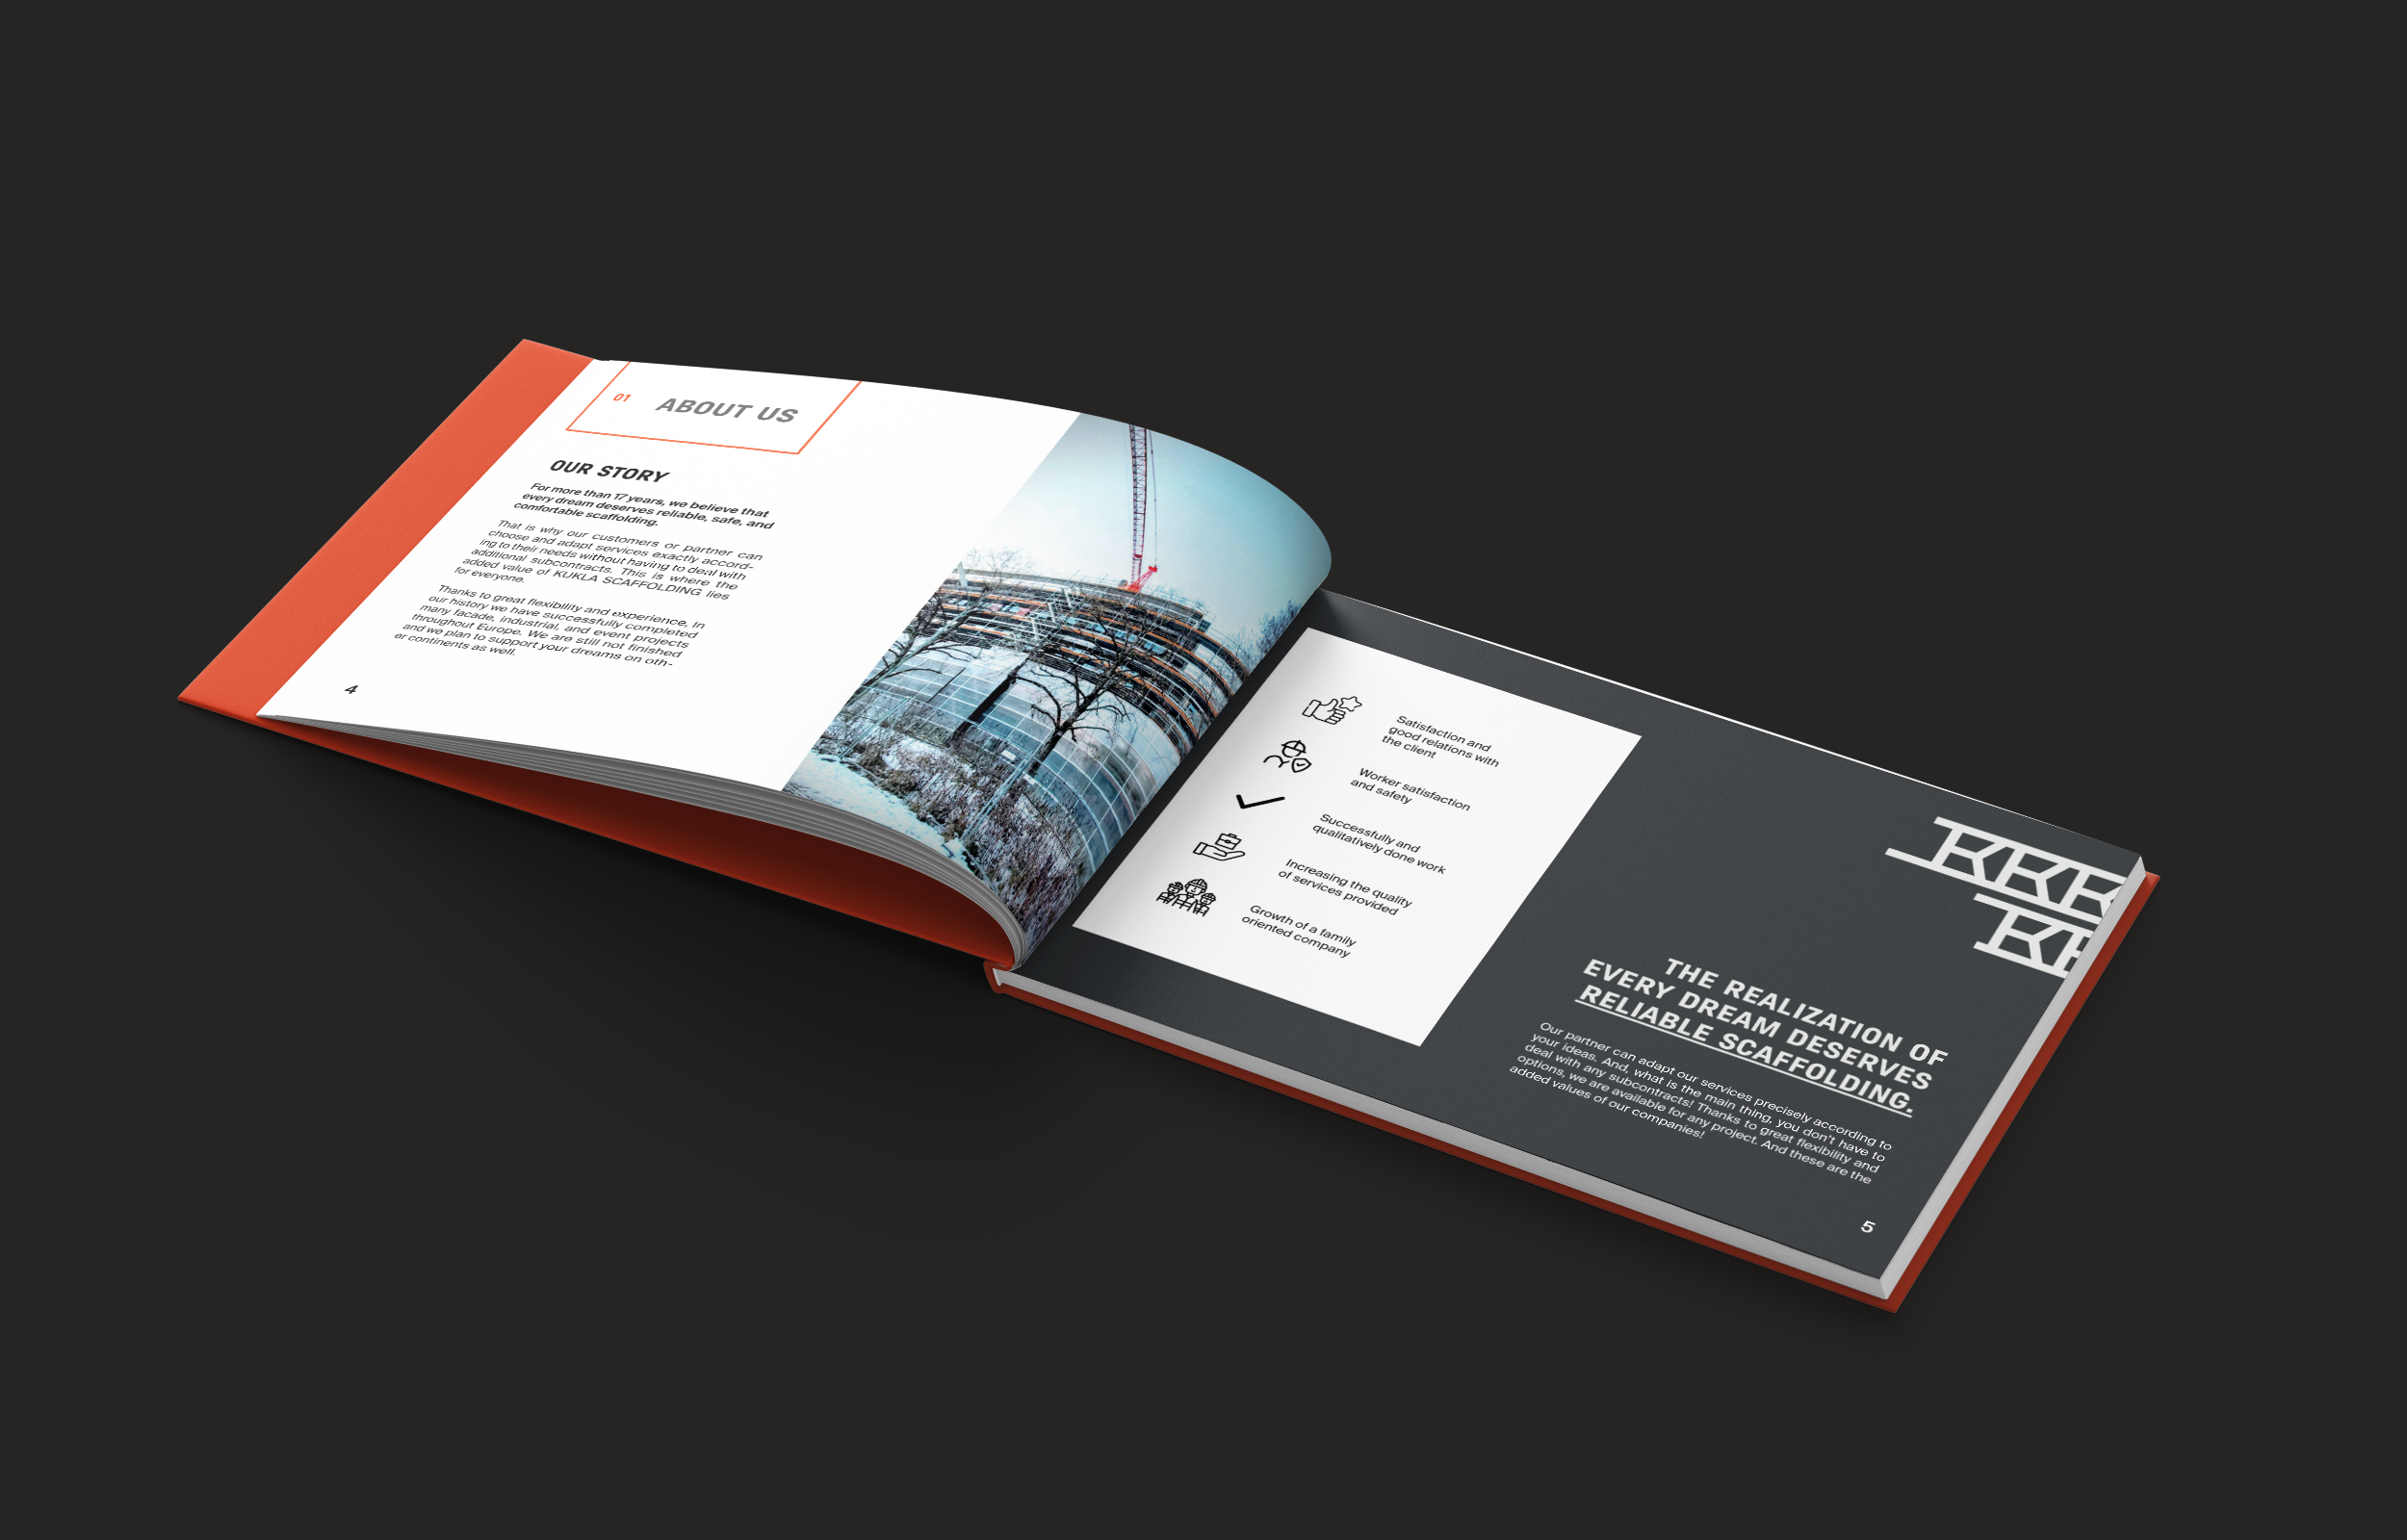 01
ABOUT US
OUR STORY
For more than 17 years, we believe that
every dream deserves reliable, safe, and
comfortable scaffolding.
That is why our customers or partner can
choose and adapt services exactly accord-
ing to their needs without having to deal with
additional subcontracts. This is where the
added value of KUKLA SCAFFOLDING lies
for everyone.
Thanks to great flexibility and experience, in
our history we have successfully completed
many facade, industrial, and event projects
throughout Europe. We are still not finished
and we plan to support your dreams on oth-
er continents as well.
4
Satisfaction and
good relations with
the client
Worker satisfaction
and safety
Successfully and
qualitatively done work
Increasing the quality
of services provided
Growth of a family
oriented company
THE REALIZATION OF
EVERY DREAM DESERVES
RELIABLE SCAFFOLDING.
Our partner can adapt our services precisely according to
your ideas. And, what is the main thing, you don't have to
deal with any subcontracts! Thanks to great flexibility and
options, we are available for any project. And these are the
added values of our companies!
5